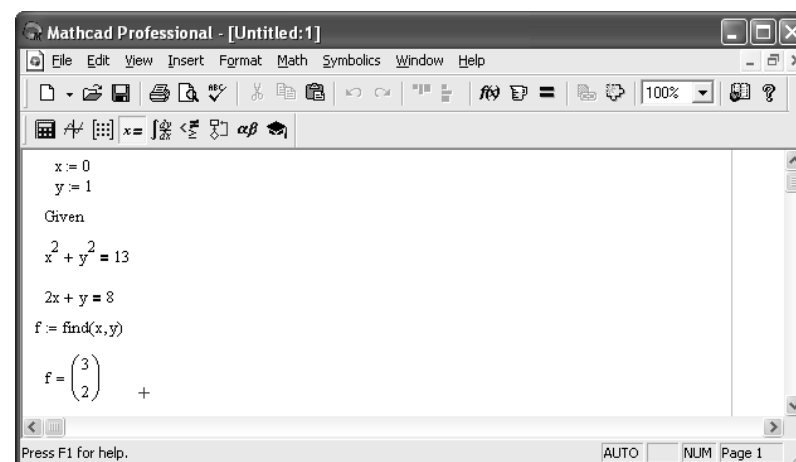 Mathcad Professional - [Untitled:1]
File Edit View Insert Format Math Symbolics Window Help
100%
x := 0
y := 1
Given
x² + y² = 13
2x + y = 8
f := find(x,y)
f = (3
2)
Press F1 for help. AUTO NUM Page 1